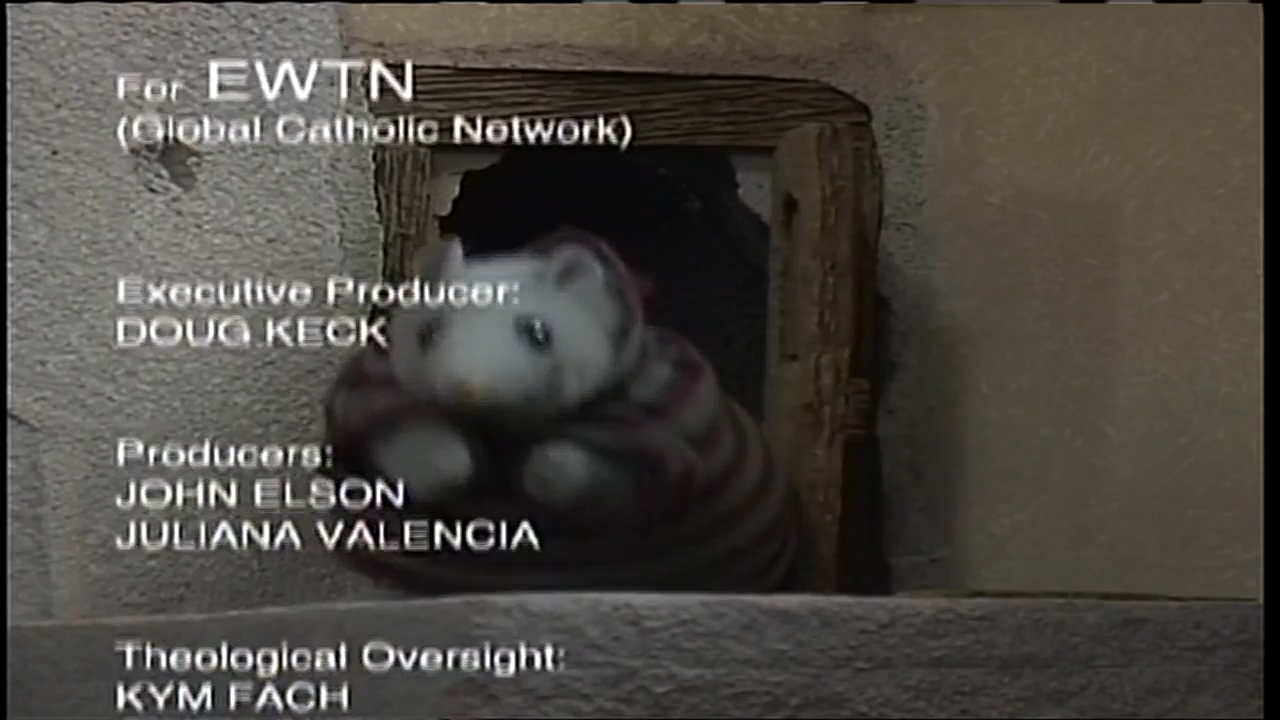 For EWTN
(Global Catholic Network)
Executive Producer:
DOUG KECK
Producers:
JOHN ELSON
JULIANA VALENCIA
Theological Oversight:
KYM FACH